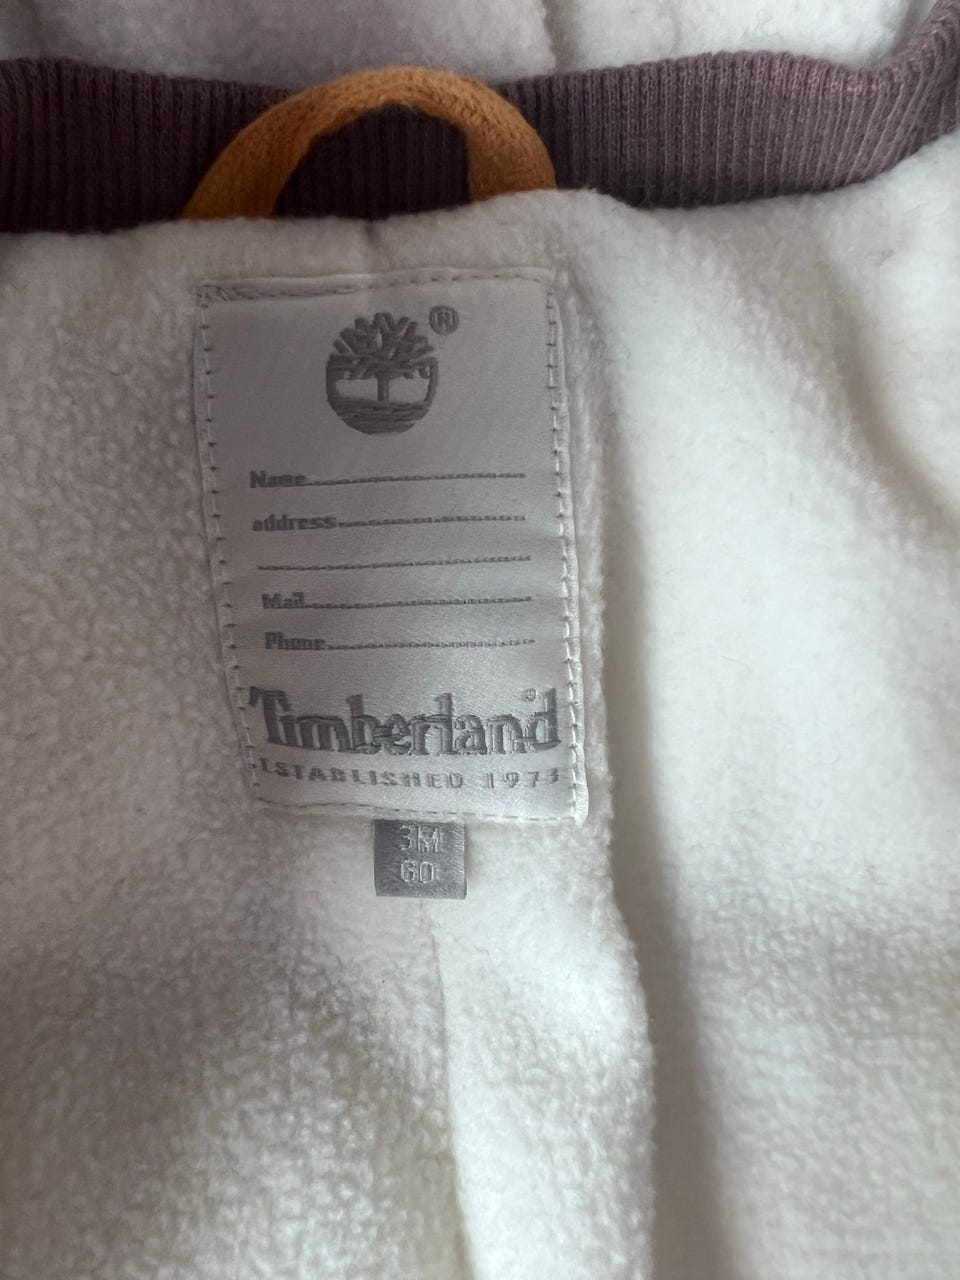 ®
Name
address
Mail
Phone
Timberland®
ESTABLISHED 1973
3M
60